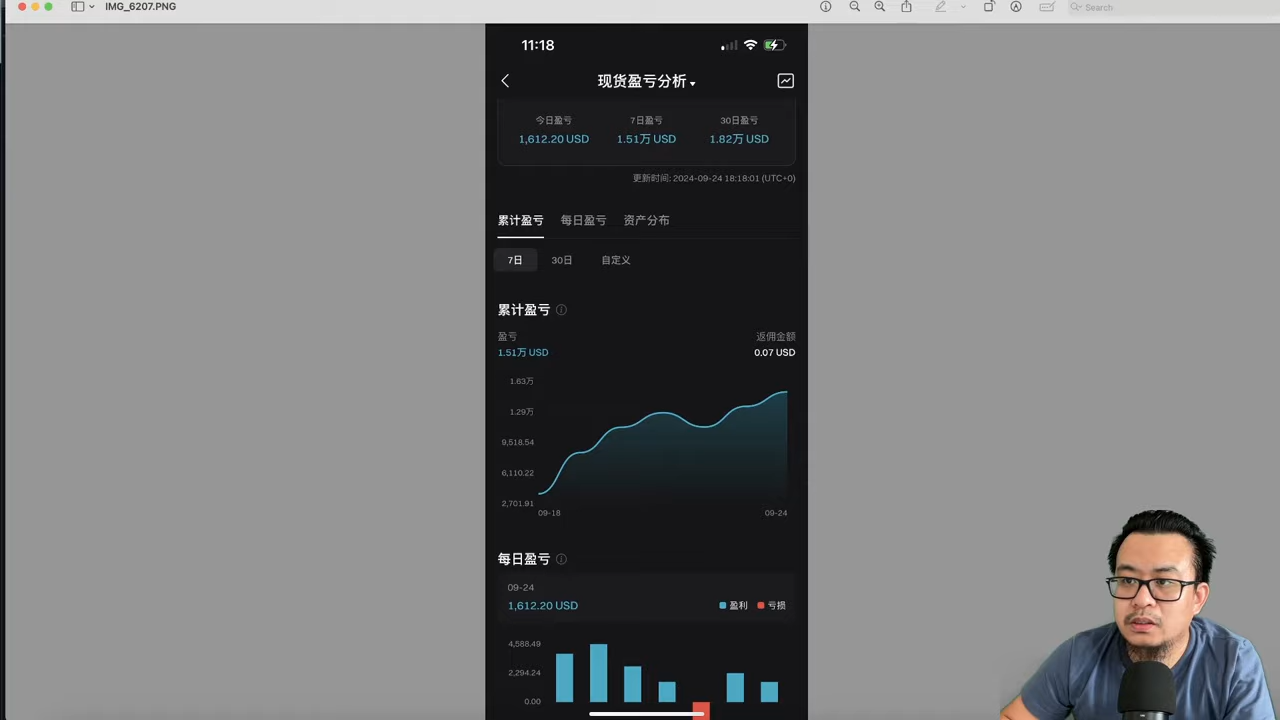 IMG_6207.PNG
Search
11:18
现货盈亏分析
今日盈亏 7日盈亏 30日盈亏
1,612.20 USD 1.51万 USD 1.82万 USD
更新时间: 2024-09-24 18:18:01 (UTC+0)
累计盈亏 每日盈亏 资产分布
7日 30日 自定义
累计盈亏
盈亏 返佣金额
1.51万 USD 0.07 USD
1.63万
1.29万
9,518.54
6,110.22
2,701.91
09-18 09-24
每日盈亏
09-24
1,612.20 USD 盈利 亏损
4,588.49
2,294.24
0.00